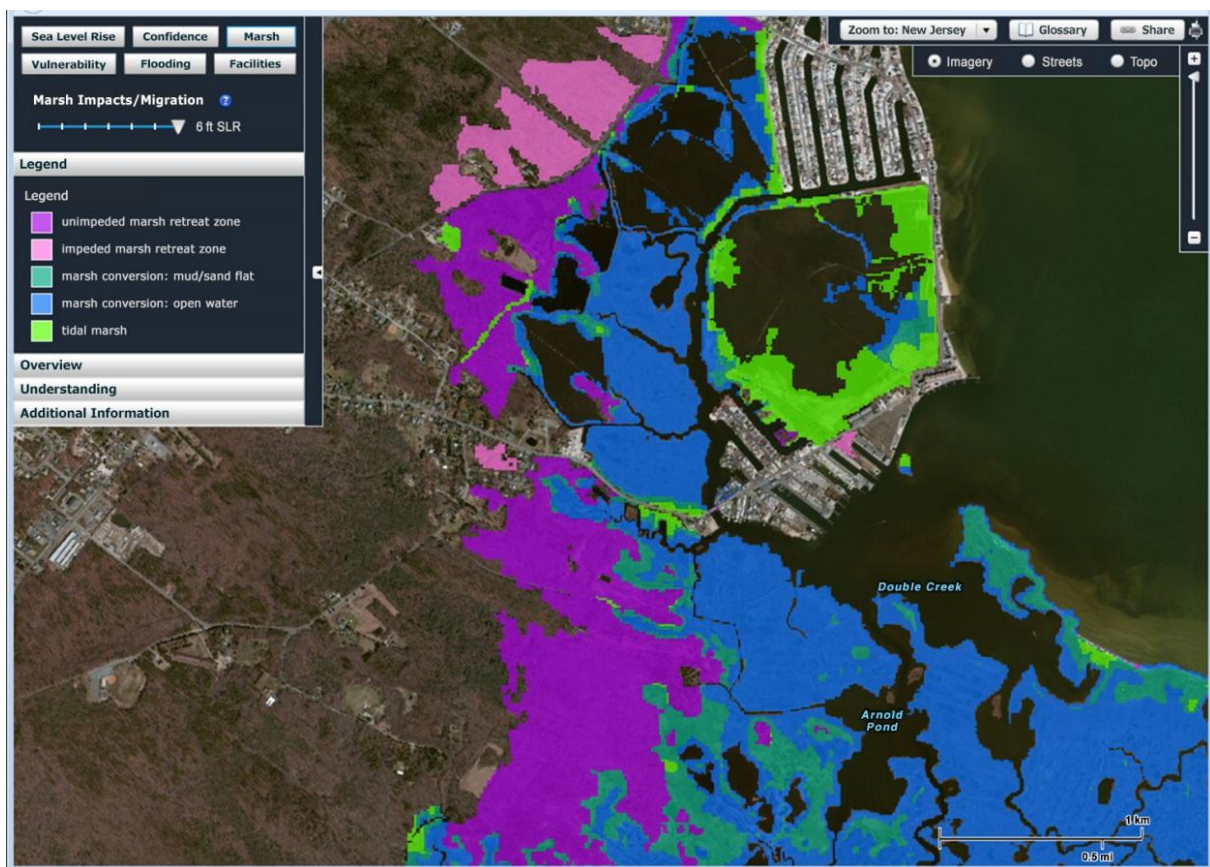 Sea Level Rise
Confidence
Marsh
Vulnerability
Flooding
Facilities
Marsh Impacts/Migration ?
6 ft SLR
Legend
Legend
unimpeded marsh retreat zone
impeded marsh retreat zone
marsh conversion: mud/sand flat
marsh conversion: open water
tidal marsh
Overview
Understanding
Additional Information
Zoom to: New Jersey
Glossary
Share
Imagery
Streets
Topo
+
−
Double Creek
Arnold
Pond
1 km
0.5 mi